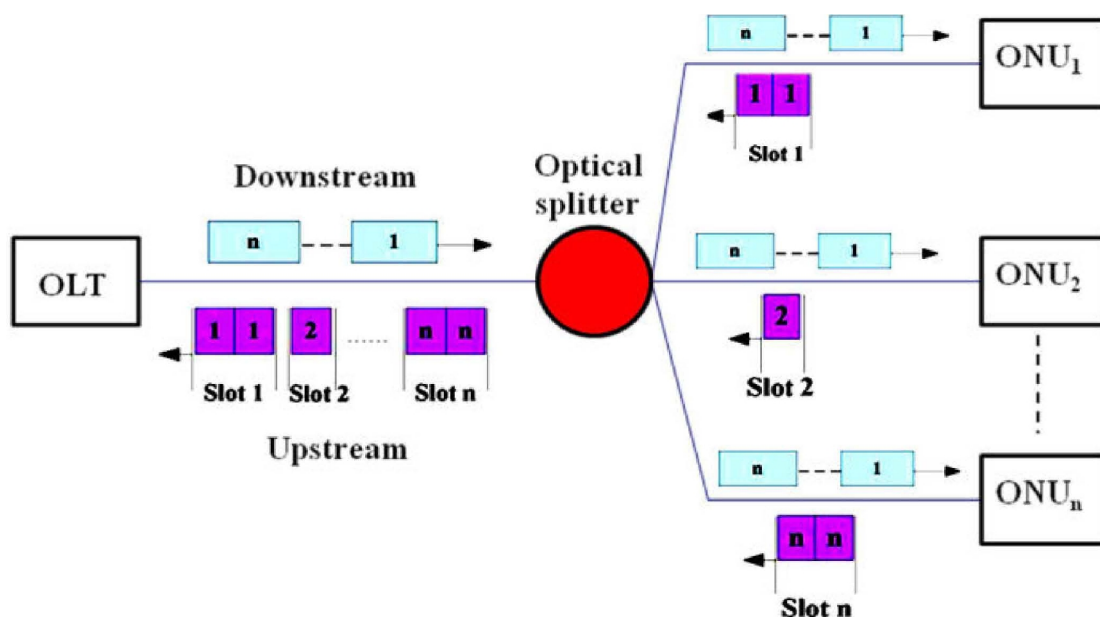 n 1
ONU1
1 1
Slot 1
Downstream
Optical
splitter
n 1
n 1
OLT
ONU2
1 1 2 n n
2
Slot 1 Slot 2 Slot n
Slot 2
Upstream
n 1
ONUn
n n
Slot n